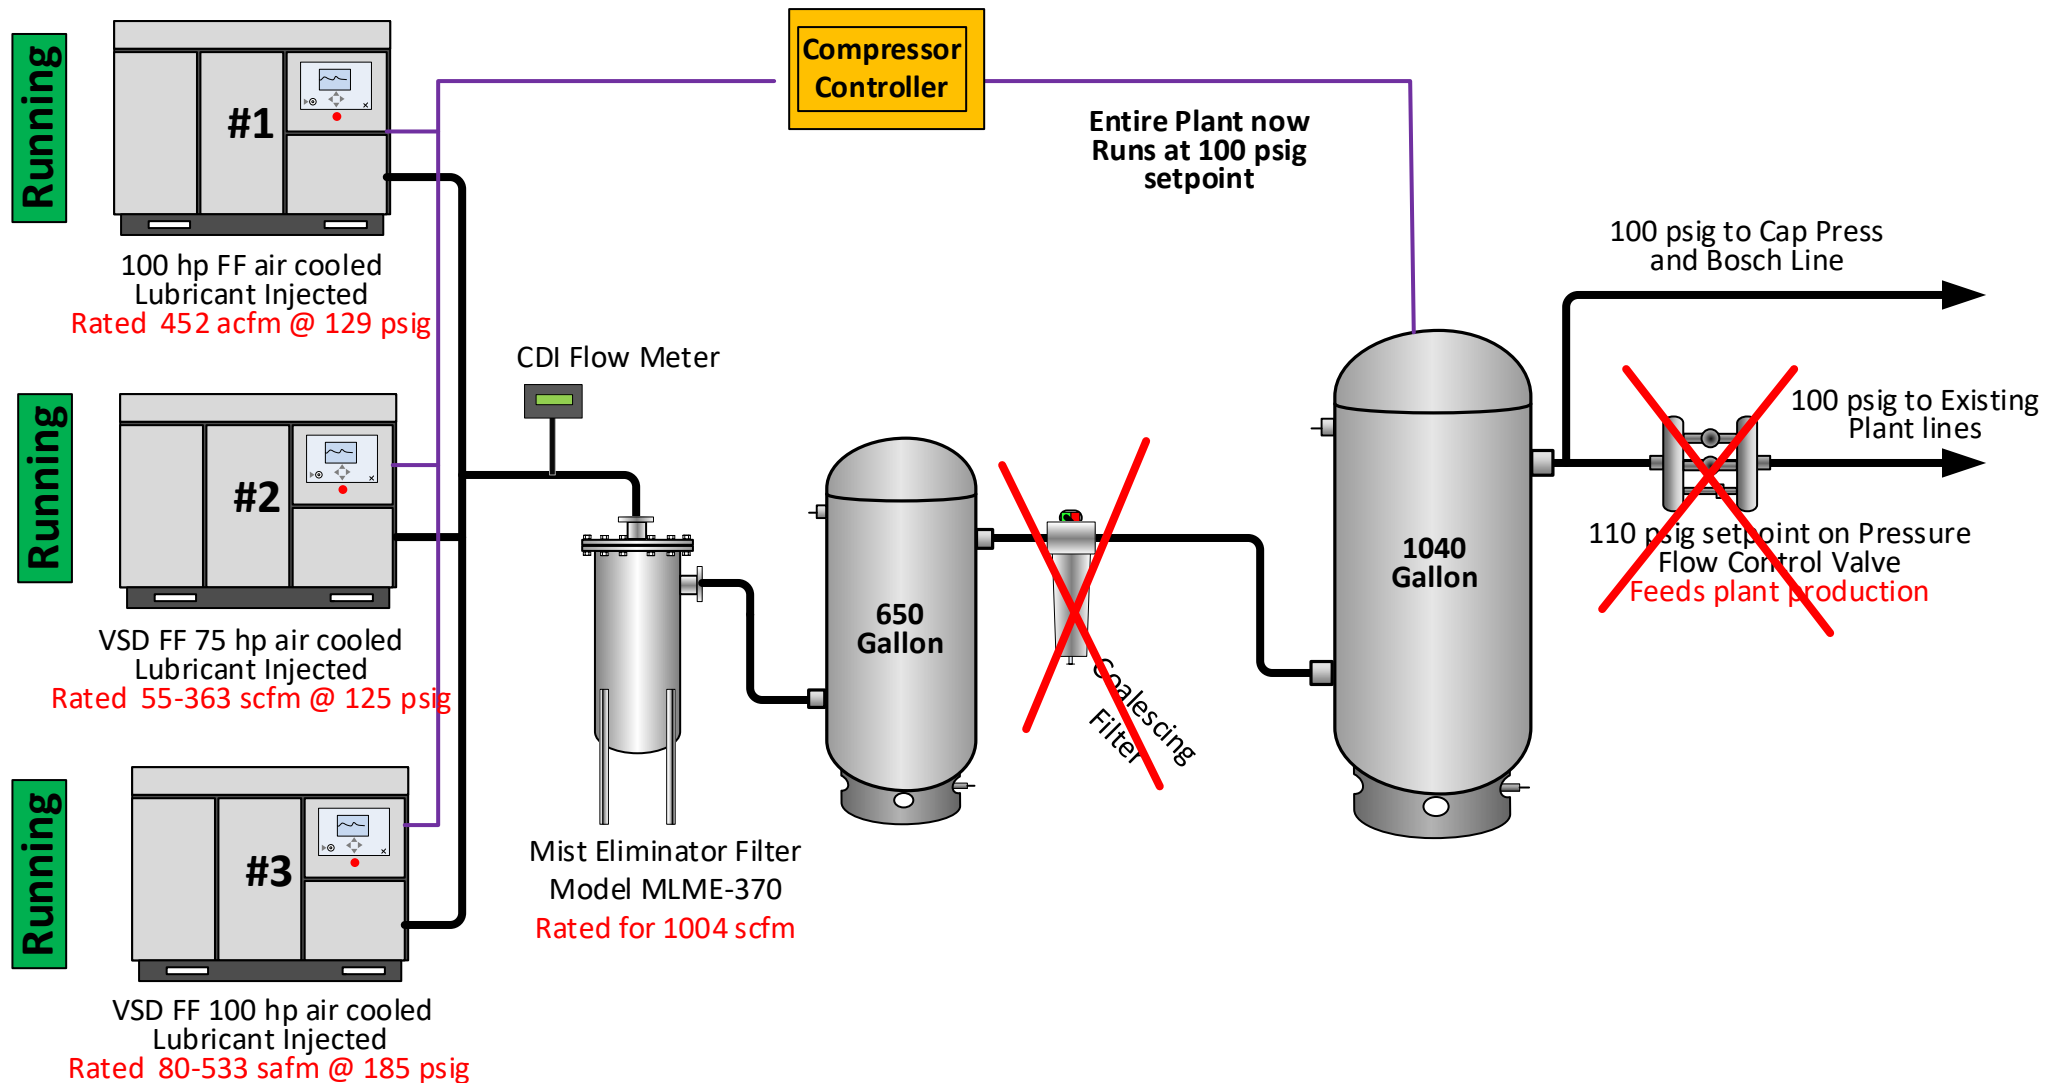 Running
#1
100 hp FF air cooled
Lubricant Injected
Rated 452 acfm @ 129 psig
Compressor
Controller
Entire Plant now
Runs at 100 psig
setpoint
100 psig to Cap Press
and Bosch Line
Running
#2
VSD FF 75 hp air cooled
Lubricant Injected
Rated 55-363 scfm @ 125 psig
CDI Flow Meter
650
Gallon
Coalescing
Filter
1040
Gallon
100 psig to Existing
Plant lines
110 psig setpoint on Pressure
Flow Control Valve
Feeds plant production
Running
#3
VSD FF 100 hp air cooled
Lubricant Injected
Rated 80-533 safm @ 185 psig
Mist Eliminator Filter
Model MLME-370
Rated for 1004 scfm